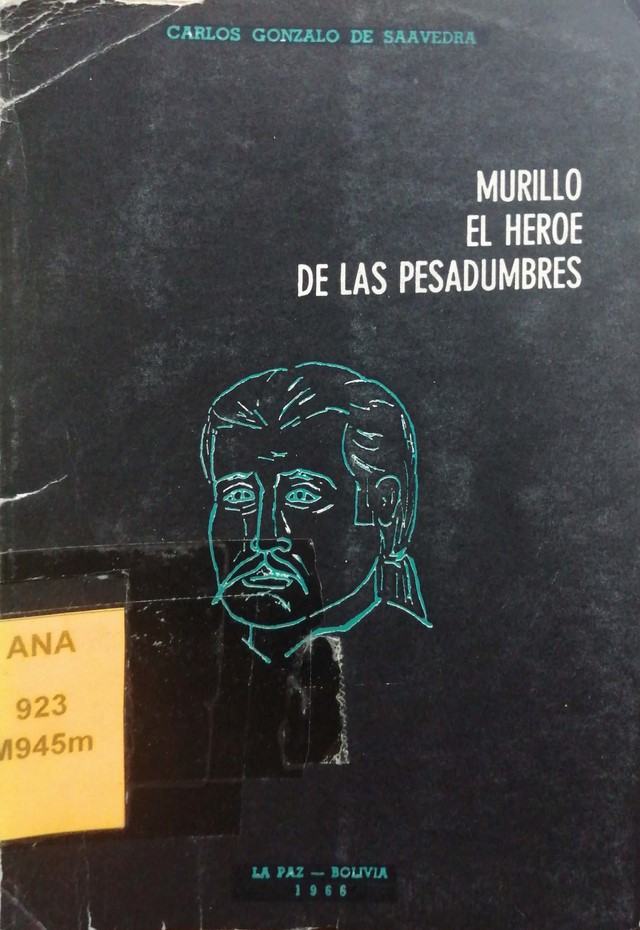 CARLOS GONZALO DE SAAVEDRA
MURILLO
EL HEROE
DE LAS PESADUMBRES
ANA
923
M945m
LA PAZ — BOLIVIA
1966